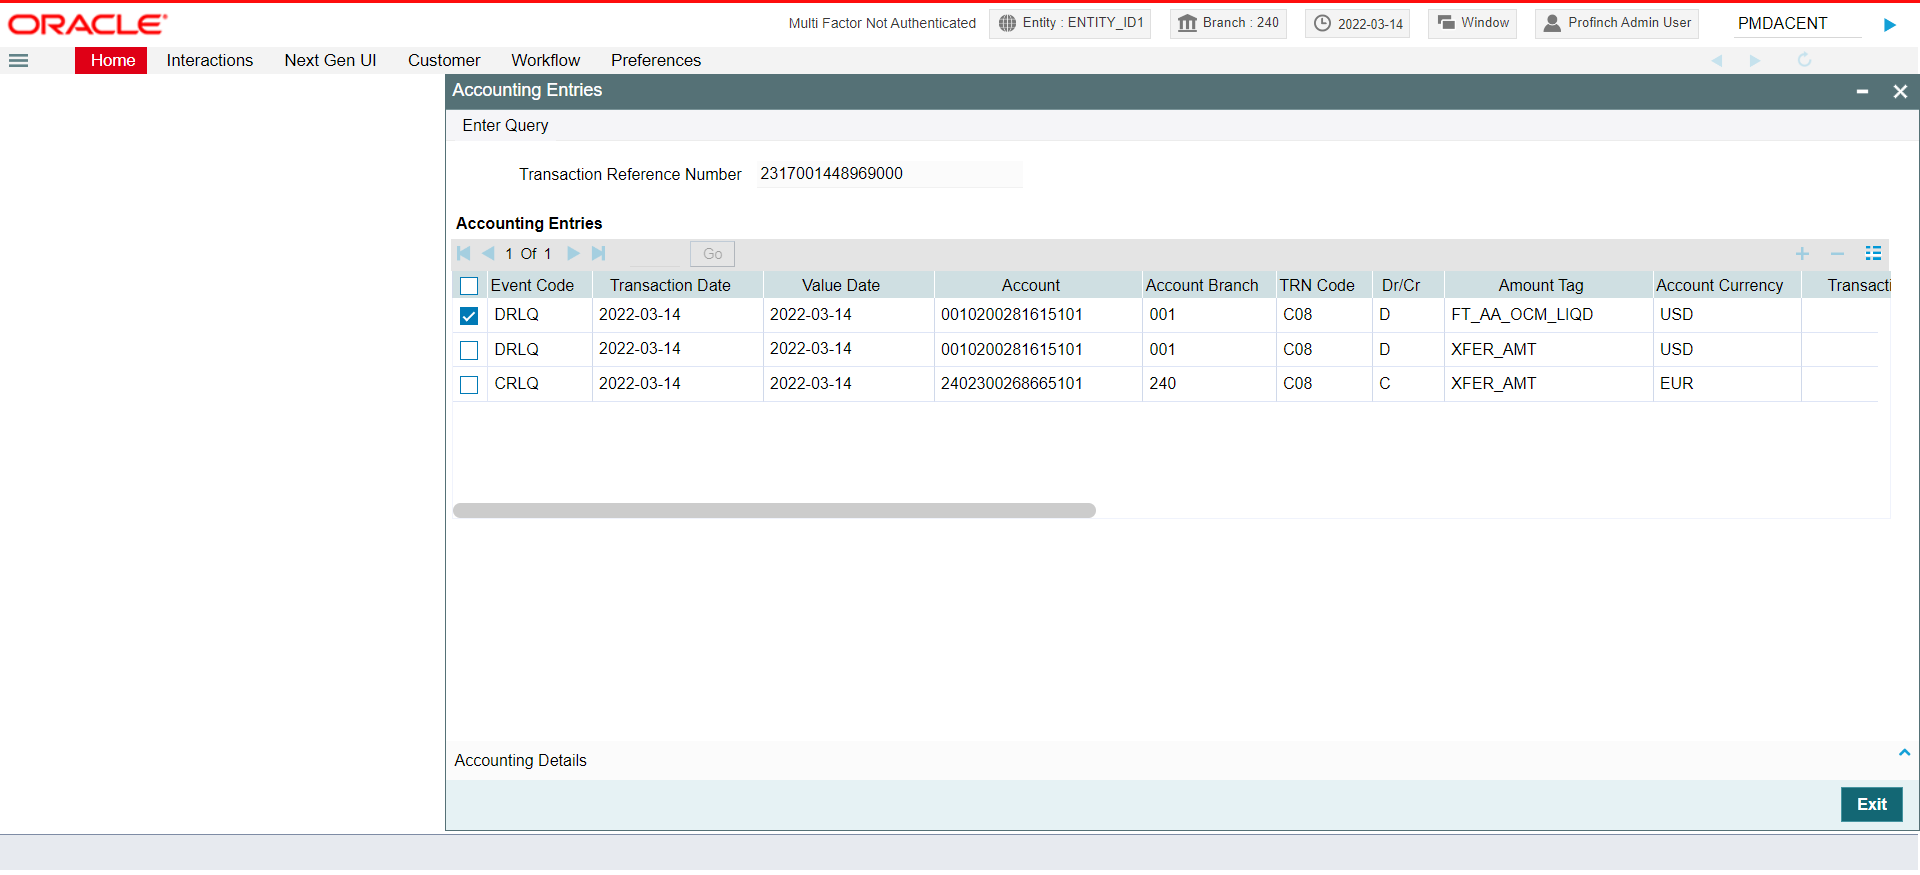 ORACLE
Multi Factor Not Authenticated Entity : ENTITY_ID1 Branch : 240 2022-03-14 Window Profinch Admin User PMDACENT
Home Interactions Next Gen UI Customer Workflow Preferences
Accounting Entries
Enter Query
Transaction Reference Number 2317001448969000
Accounting Entries
1 Of 1 Go
Event Code Transaction Date Value Date Account Account Branch TRN Code Dr/Cr Amount Tag Account Currency Transacti
DRLQ 2022-03-14 2022-03-14 0010200281615101 001 C08 D FT_AA_OCM_LIQD USD
DRLQ 2022-03-14 2022-03-14 0010200281615101 001 C08 D XFER_AMT USD
CRLQ 2022-03-14 2022-03-14 2402300268665101 240 C08 C XFER_AMT EUR
Accounting Details
Exit